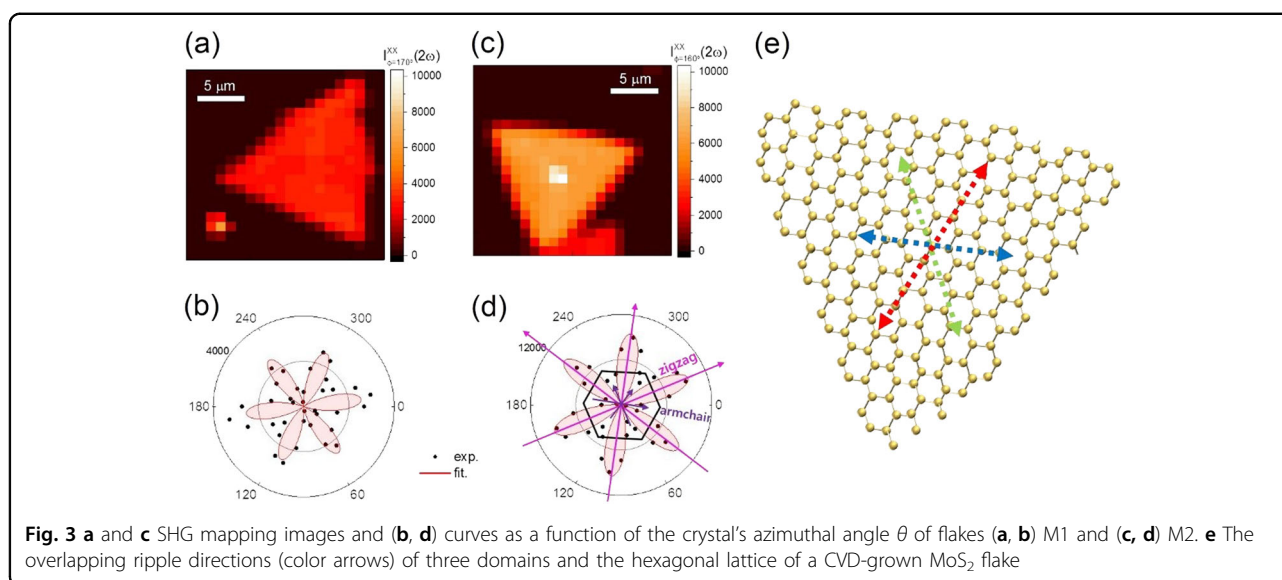 (a)
5 μm
I^{XX}_{φ=170°}(2ω)
10000
8000
6000
4000
2000
0
(c)
5 μm
I^{XX}_{φ=160°}(2ω)
10000
8000
6000
4000
2000
0
(e)
(b)
240
300
4000
180
0
120
60
exp.
fit.
(d)
240
300
12000
180
0
120
60
zigzag
armchair
Fig. 3 a and c SHG mapping images and (b, d) curves as a function of the crystal's azimuthal angle θ of flakes (a, b) M1 and (c, d) M2. e The
overlapping ripple directions (color arrows) of three domains and the hexagonal lattice of a CVD-grown MoS₂ flake